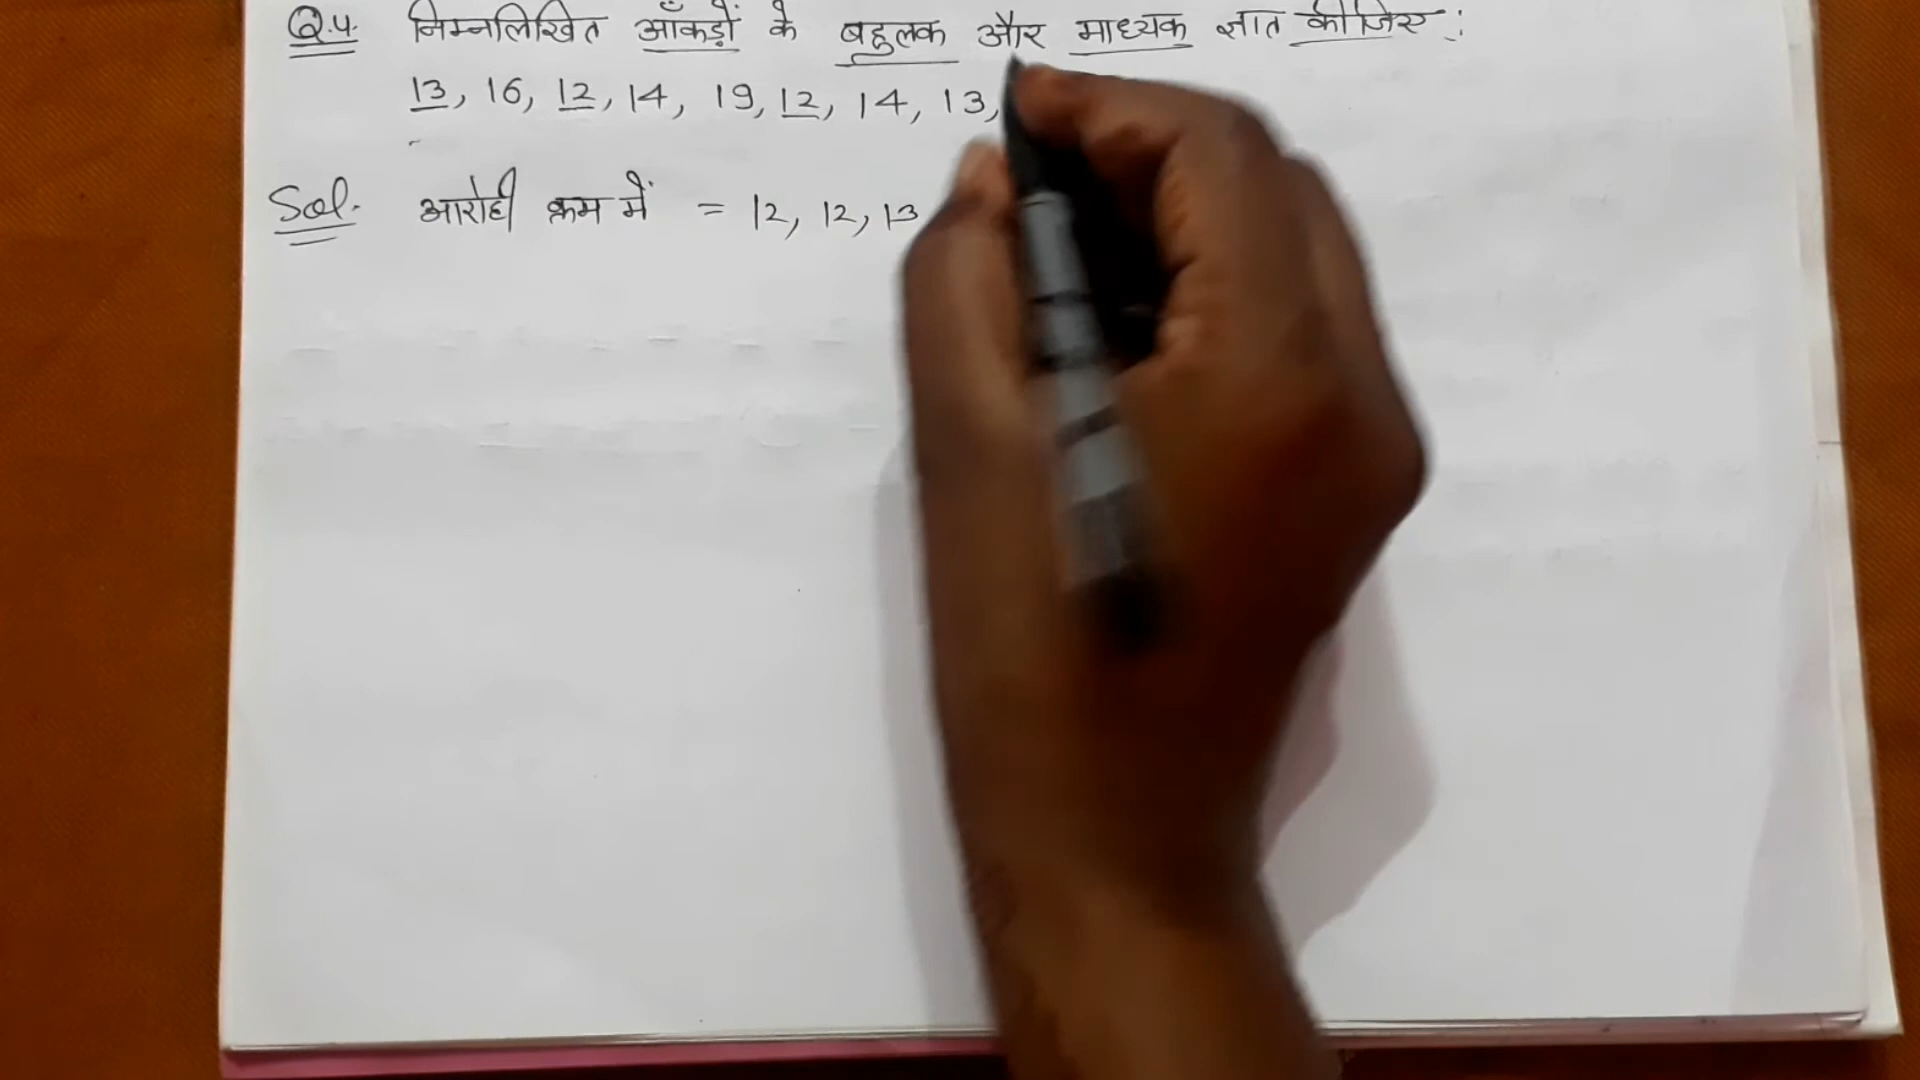 Q.4. निम्नलिखित आँकड़ों के बहुलक और माध्यक ज्ञात कीजिए :
13, 16, 12, 14, 19, 12, 14, 13,
Sol. आरोही क्रम में = 12, 12, 13